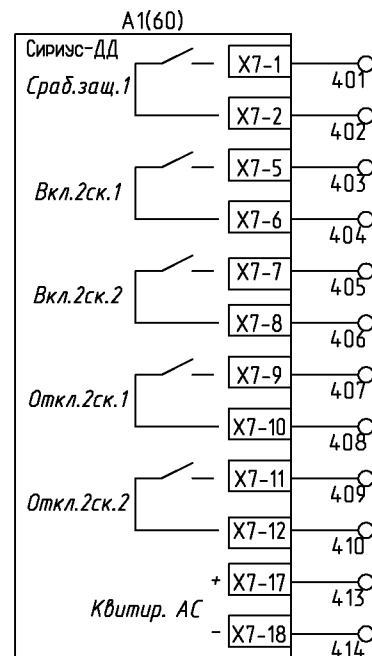 А1(60)
Сириус-ДД
Сраб.защ.1
X7-1
401
X7-2
402
Вкл.2ск.1
X7-5
403
X7-6
404
Вкл.2ск.2
X7-7
405
X7-8
406
Откл.2ск.1
X7-9
407
X7-10
408
Откл.2ск.2
X7-11
409
X7-12
410
Квитир. АС
+ X7-17
413
- X7-18
414